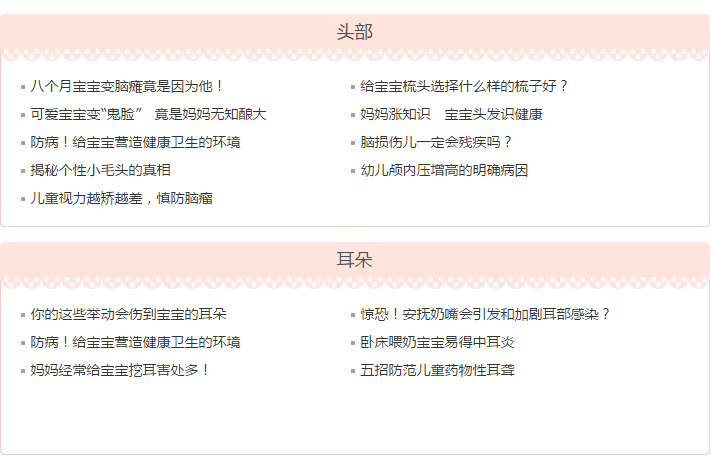 头部
八个月宝宝变脑瘫竟是因为他！
给宝宝梳头选择什么样的梳子好？
可爱宝宝变“鬼脸”　竟是妈妈无知酿大
妈妈涨知识　宝宝头发识健康
防病！给宝宝营造健康卫生的环境
脑损伤儿一定会残疾吗？
揭秘个性小毛头的真相
幼儿颅内压增高的明确病因
儿童视力越矫越差，慎防脑瘤
耳朵
你的这些举动会伤到宝宝的耳朵
惊恐！安抚奶嘴会引发和加剧耳部感染？
防病！给宝宝营造健康卫生的环境
卧床喂奶宝宝易得中耳炎
妈妈经常给宝宝挖耳害处多！
五招防范儿童药物性耳聋